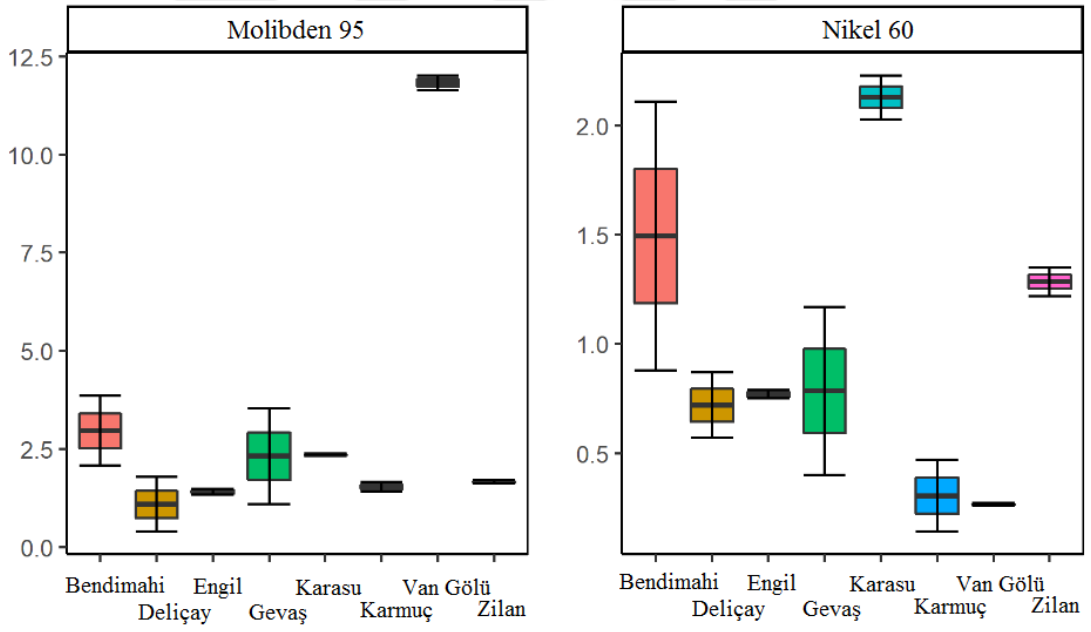 Molibden 95
12.5
10.0
7.5
5.0
2.5
0.0
Bendimahi Engil Karasu Van Gölü
Deliçay Gevaş Karmuç Zilan
Nikel 60
2.0
1.5
1.0
0.5
Bendimahi Engil Karasu Van Gölü
Deliçay Gevaş Karmuç Zilan